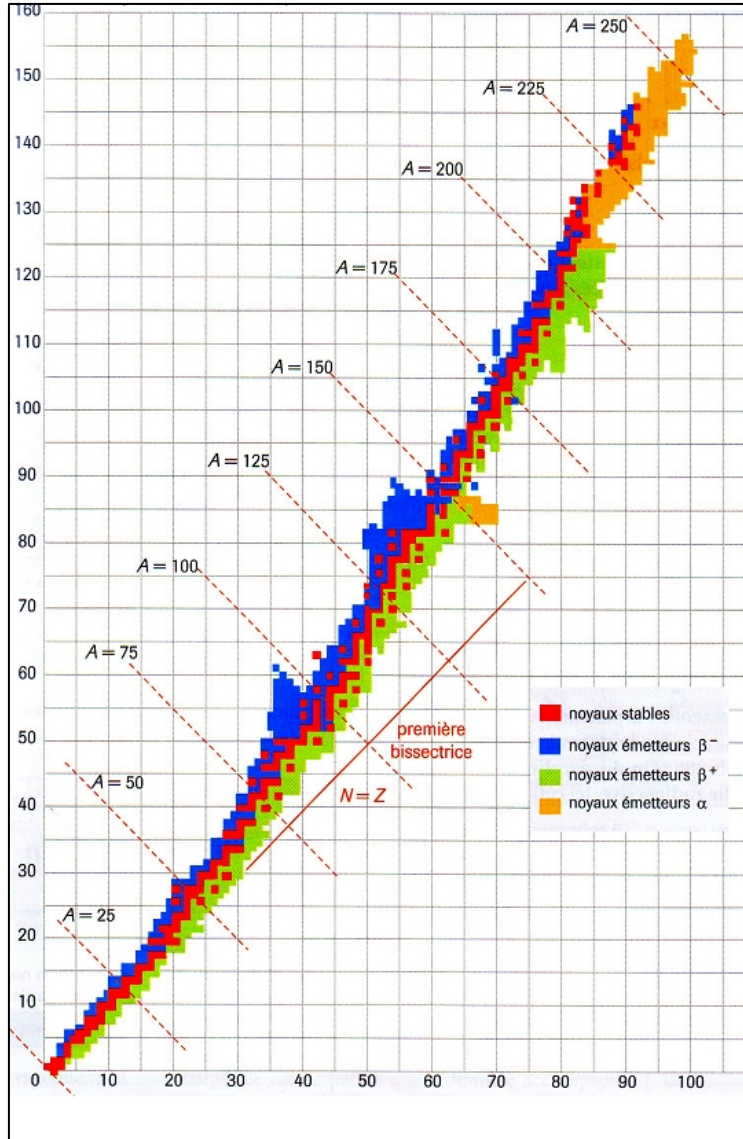 160
A = 250
150
A = 225
140
A = 200
130
A = 175
120
110
A = 150
100
A = 125
90
80
A = 100
70
A = 75
60
première
bissectrice
N = Z
noyaux stables
noyaux émetteurs β⁻
noyaux émetteurs β⁺
noyaux émetteurs α
50
A = 50
40
30
A = 25
20
10
0 10 20 30 40 50 60 70 80 90 100